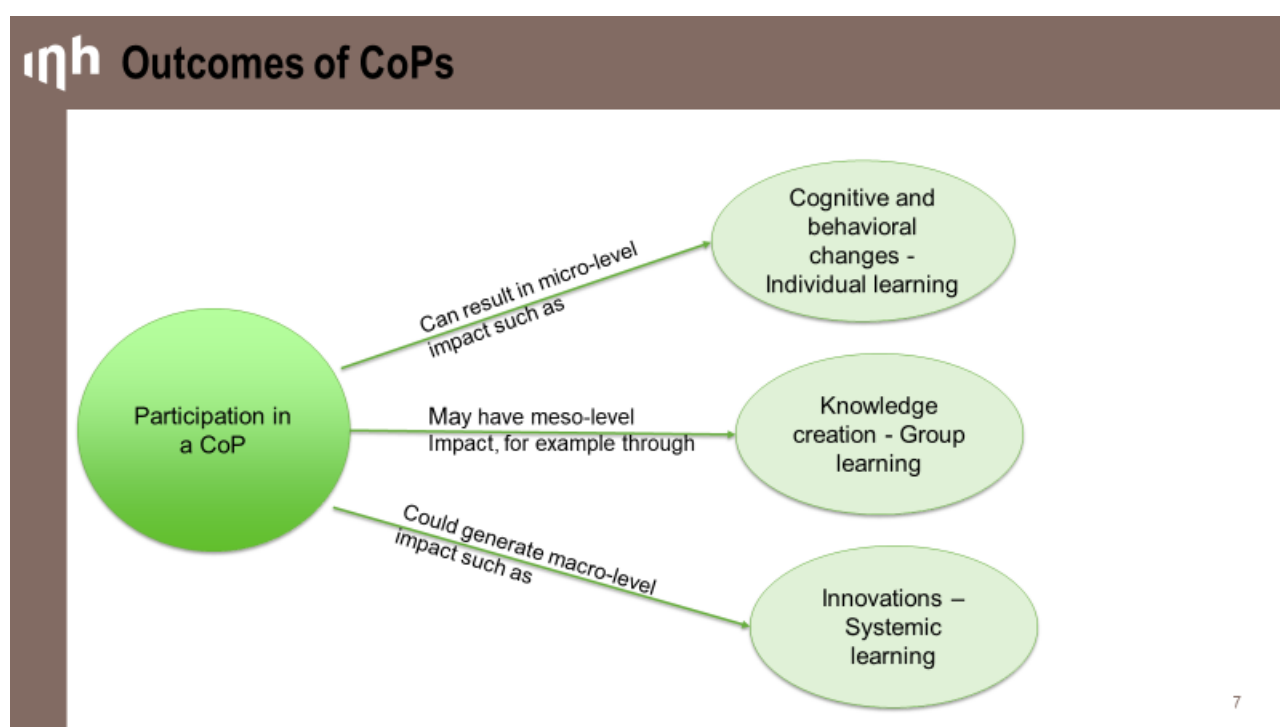 ıηh
Outcomes of CoPs
Cognitive and
behavioral
changes -
Individual learning
Can result in micro-level
impact such as
Participation in
a CoP
May have meso-level
Impact, for example through
Knowledge
creation - Group
learning
Could generate macro-level
impact such as
Innovations –
Systemic
learning
7